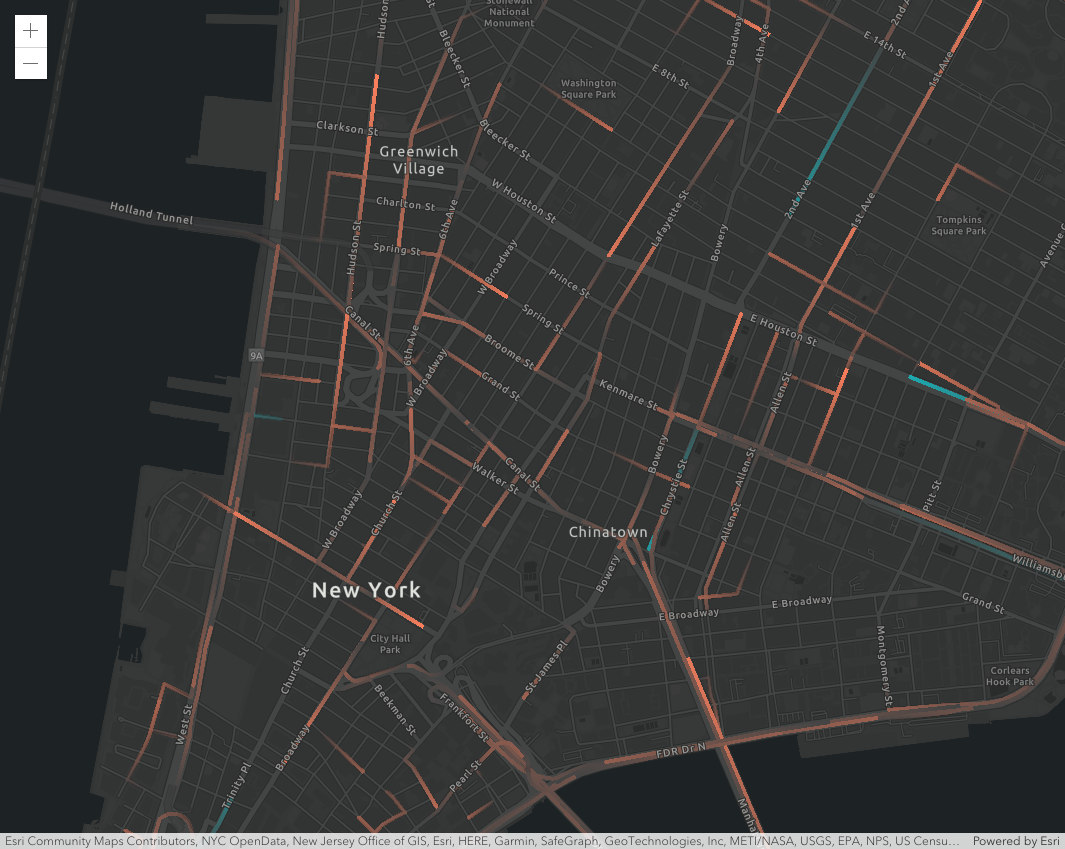 Stonewall
National
Monument
Hudson
Bleecker St
Broadway
4th Ave
2nd A
E 14th St
1st Ave
E 8th St
Washington
Square Park
Clarkson St
Bleecker St
Greenwich
Village
W Houston St
Charlton St
6th Ave
Lafayette St
2nd Ave
1st Ave
Tompkins
Square Park
Holland Tunnel
Bowery
Avenue C
Spring St
Hudson St
W Broadway
Prince St
Spring St
Canal St
E Houston St
9A
6th Ave
Broome St
W Broadway
Grand St
Kenmare St
Allen St
Bowery
Allen St
Canal St
Walker St
Chrystie St
Pitt St
W Broadway
Church St
Allen St
Chinatown
Williamsb
Bowery
New York
E Broadway
E Broadway
Grand St
City Hall
Park
Montgomery St
Church St
St James Pl
Corlears
Hook Park
Beekman St
West St
Frankfort St
Broadway
FDR Dr N
Trinity Pl
Pearl St
Manha
Esri Community Maps Contributors, NYC OpenData, New Jersey Office of GIS, Esri, HERE, Garmin, SafeGraph, GeoTechnologies, Inc, METI/NASA, USGS, EPA, NPS, US Censu…
Powered by Esri